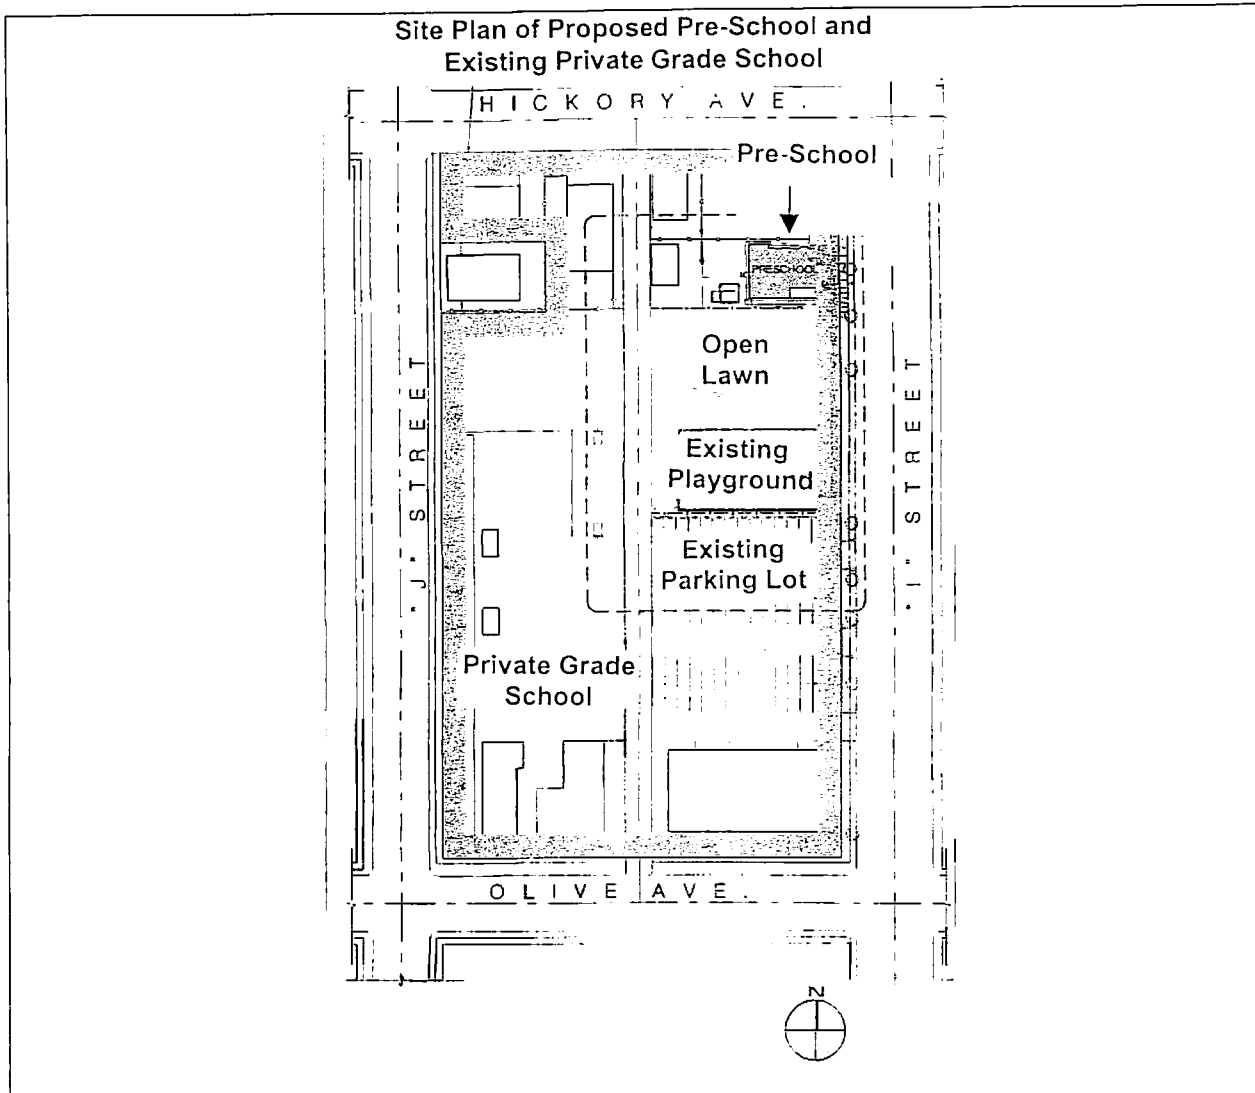 Site Plan of Proposed Pre-School and
Existing Private Grade School
HICKORY AVE.
Pre-School
PRESCHOOL
Open
Lawn
Existing
Playground
Existing
Parking Lot
"J" STREET
"I" STREET
Private Grade
School
OLIVE AVE.
N